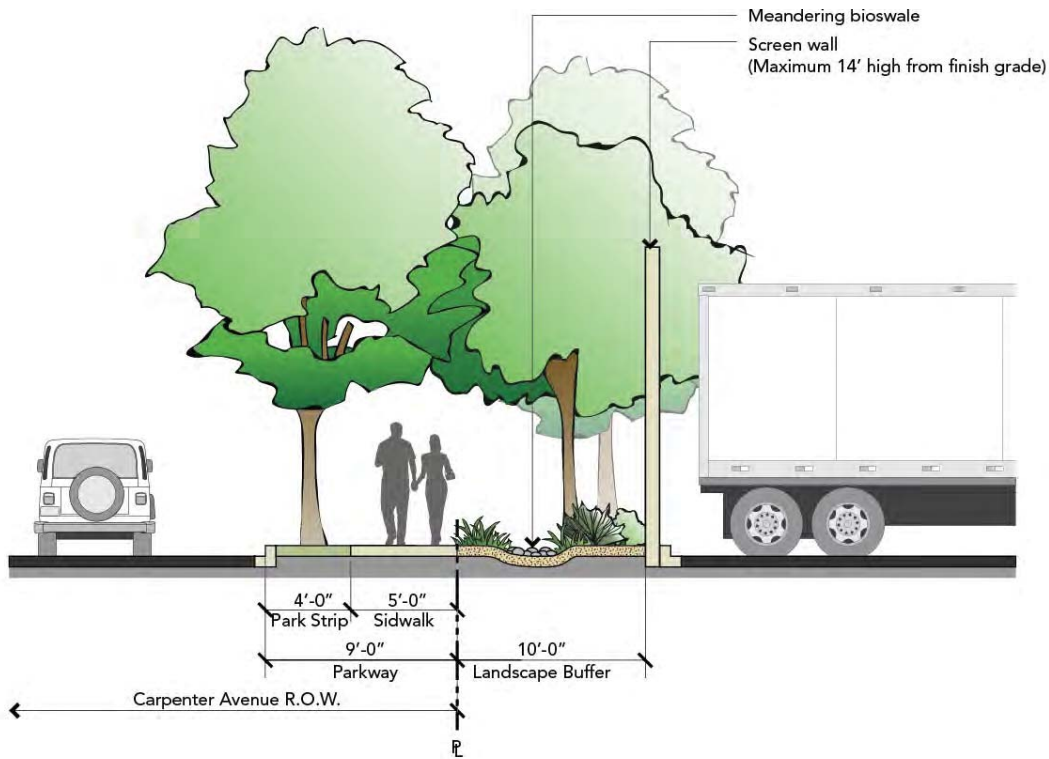 Meandering bioswale
Screen wall
(Maximum 14' high from finish grade)
4'-0"
5'-0"
Park Strip
Sidwalk
9'-0"
10'-0"
Parkway
Landscape Buffer
Carpenter Avenue R.O.W.
PL